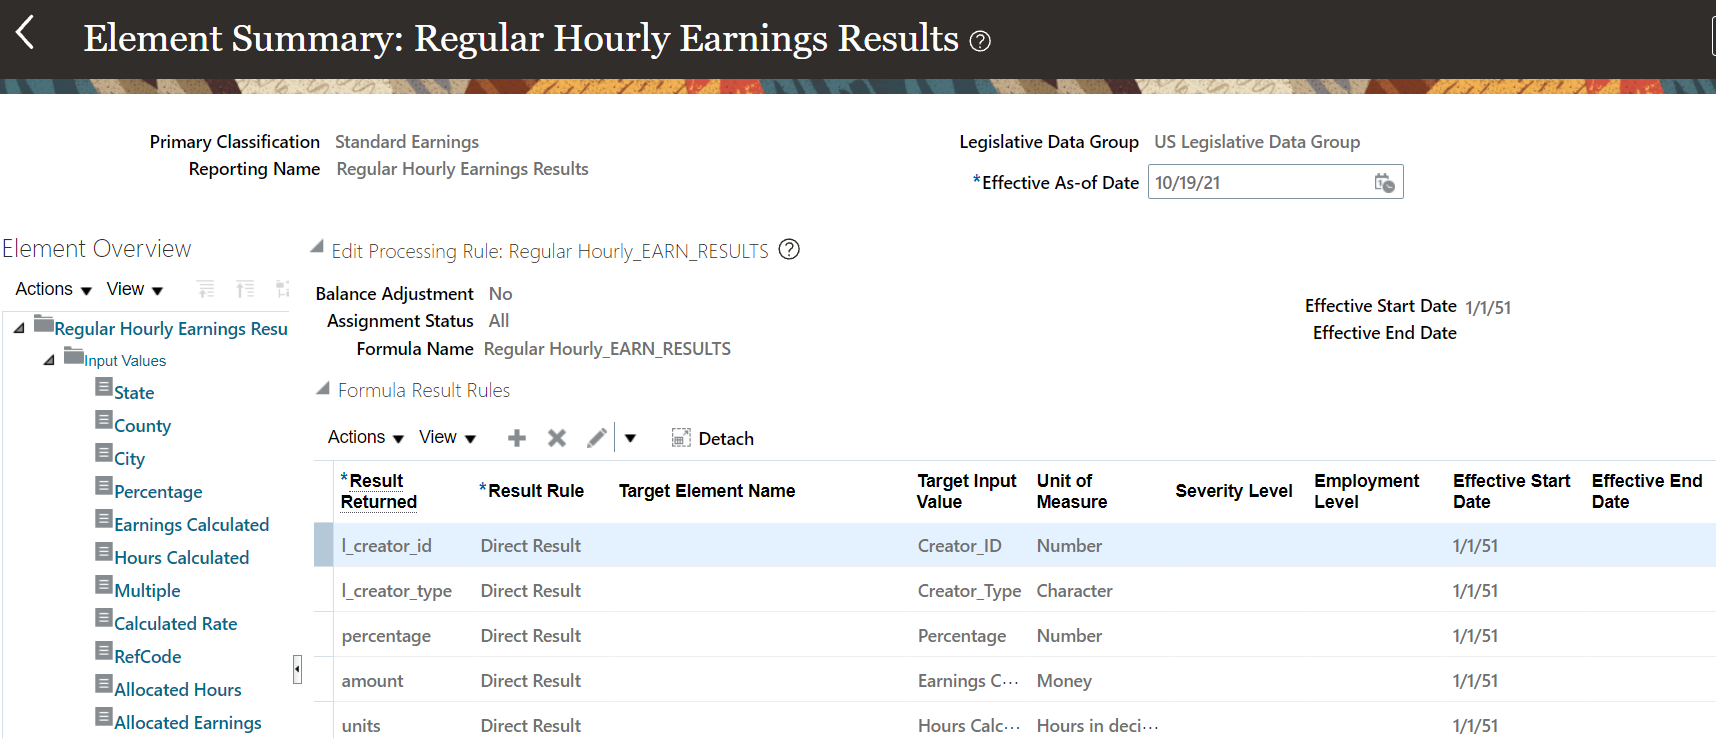 Element Summary: Regular Hourly Earnings Results ?
Primary Classification Standard Earnings
Reporting Name Regular Hourly Earnings Results
Legislative Data Group US Legislative Data Group
*Effective As-of Date 10/19/21
Element Overview
Actions View
Regular Hourly Earnings Resu
Input Values
State
County
City
Percentage
Earnings Calculated
Hours Calculated
Multiple
Calculated Rate
RefCode
Allocated Hours
Allocated Earnings
Edit Processing Rule: Regular Hourly_EARN_RESULTS ?
Balance Adjustment No
Assignment Status All
Formula Name Regular Hourly_EARN_RESULTS
Effective Start Date 1/1/51
Effective End Date
Formula Result Rules
Actions View Detach
*Result Returned *Result Rule Target Element Name Target Input Value Unit of Measure Severity Level Employment Level Effective Start Date Effective End Date
l_creator_id Direct Result Creator_ID Number 1/1/51
l_creator_type Direct Result Creator_Type Character 1/1/51
percentage Direct Result Percentage Number 1/1/51
amount Direct Result Earnings C··· Money 1/1/51
units Direct Result Hours Calc··· Hours in deci··· 1/1/51